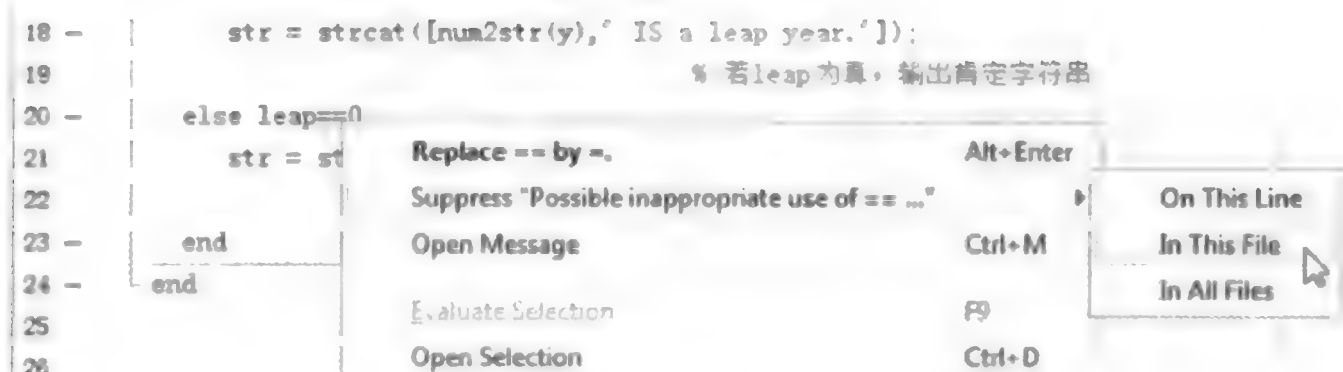 18 — str = strcat([num2str(y),' IS a leap year.']);
19 % 若leap为真，输出肯定字符串
20 — else leap==0
21 str = st
22
23 — end
24 — end
25
26
Replace == by =. Alt+Enter
Suppress "Possible inappropriate use of == ..."
Open Message Ctrl+M
Evaluate Selection F9
Open Selection Ctrl+D
On This Line
In This File
In All Files